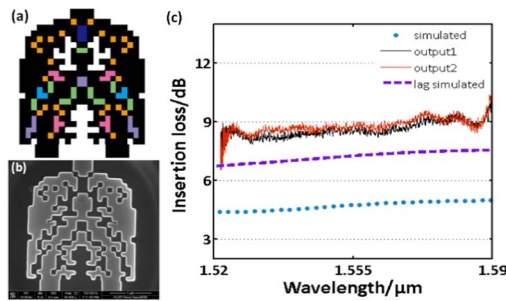 (a)
(b)
(c)
simulated
output1
output2
lag simulated
Insertion loss/dB
12
9
6
3
1.52
1.555
1.59
Wavelength/μm